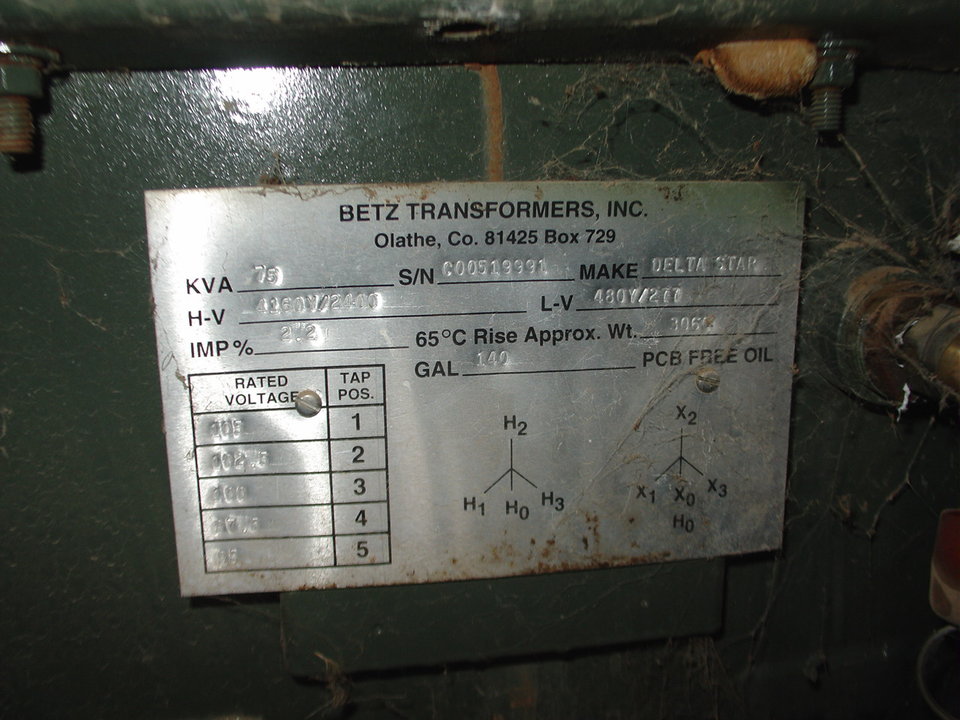 BETZ TRANSFORMERS, INC.
Olathe, Co. 81425 Box 729
KVA 75 S/N C00519991 MAKE DELTA STAR
H-V 4160Y/2400 L-V 480Y/277
IMP% 2.2 65°C Rise Approx. Wt.
GAL 140 PCB FREE OIL
RATED VOLTAGE TAP POS.
105 1
102.5 2
100 3
97.5 4
95 5
H2
H1 H0 H3
X2
X1 X0 X3
H0